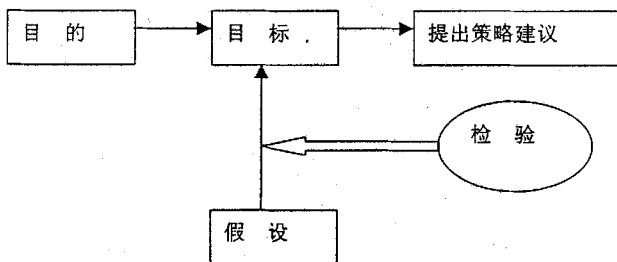 目 的
目 标
提出策略建议
检 验
假 设